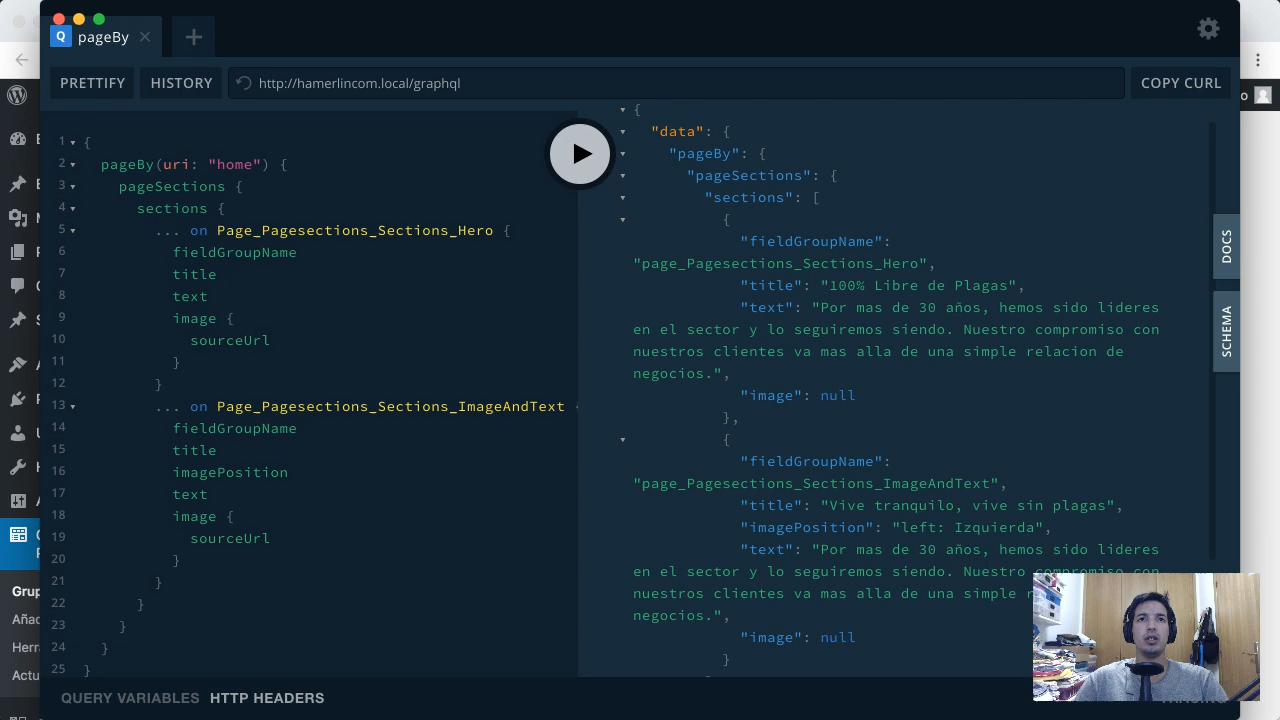 Q pageBy
PRETTIFY HISTORY http://hamerlincom.local/graphql COPY CURL
1 {
2 pageBy(uri: "home") {
3 pageSections {
4 sections {
5 ... on Page_Pagesections_Sections_Hero {
6 fieldGroupName
7 title
8 text
9 image {
10 sourceUrl
11 }
12 }
13 ... on Page_Pagesections_Sections_ImageAndText {
14 fieldGroupName
15 title
16 imagePosition
17 text
18 image {
19 sourceUrl
20 }
21 }
22 }
23 }
24 }
25 }
{
"data": {
"pageBy": {
"pageSections": {
"sections": [
{
"fieldGroupName":
"page_Pagesections_Sections_Hero",
"title": "100% Libre de Plagas",
"text": "Por mas de 30 años, hemos sido lideres
en el sector y lo seguiremos siendo. Nuestro compromiso con
nuestros clientes va mas alla de una simple relacion de
negocios.",
"image": null
},
{
"fieldGroupName":
"page_Pagesections_Sections_ImageAndText",
"title": "Vive tranquilo, vive sin plagas",
"imagePosition": "left: Izquierda",
"text": "Por mas de 30 años, hemos sido lideres
en el sector y lo seguiremos siendo. Nuestro compromiso con
nuestros clientes va mas alla de una simple
negocios.",
"image": null
}
DOCS
SCHEMA
QUERY VARIABLES HTTP HEADERS
Grup
Añad
Herra
Actu